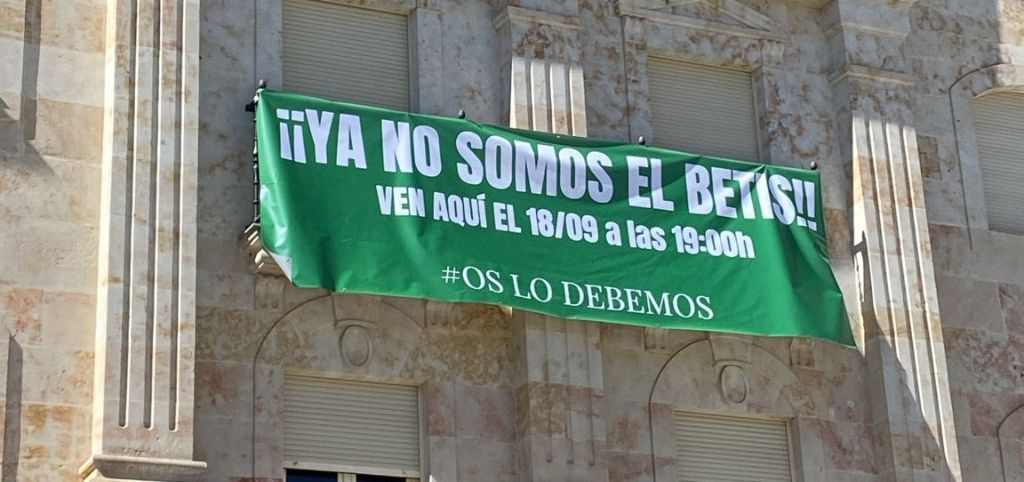 ¡¡YA NO SOMOS EL BETIS!!
VEN AQUÍ EL 18/09 a las 19:00h
#OS LO DEBEMOS